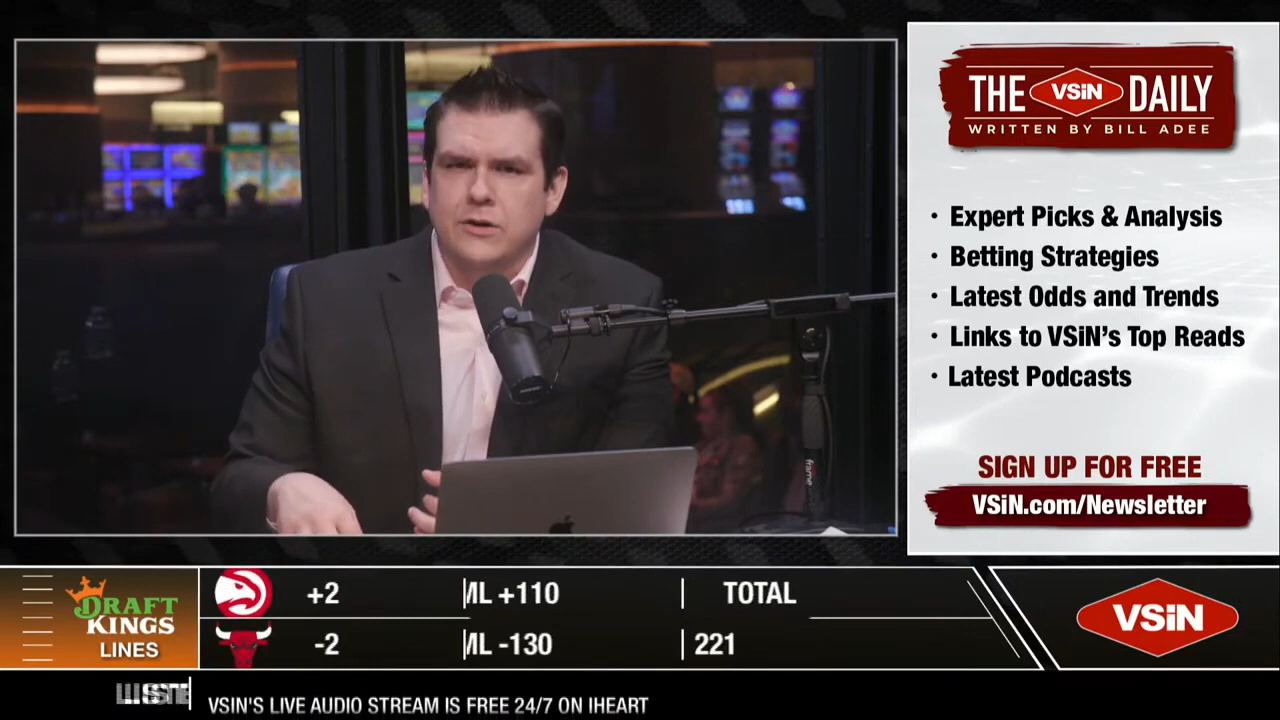 THE VSiN DAILY
WRITTEN BY BILL ADEE
• Expert Picks & Analysis
• Betting Strategies
• Latest Odds and Trends
• Links to VSiN's Top Reads
• Latest Podcasts
SIGN UP FOR FREE
VSiN.com/Newsletter
frame
DRAFT
KINGS
LINES
+2 ML +110 TOTAL
-2 ML -130 221
VSiN
VSIN'S LIVE AUDIO STREAM IS FREE 24/7 ON IHEART